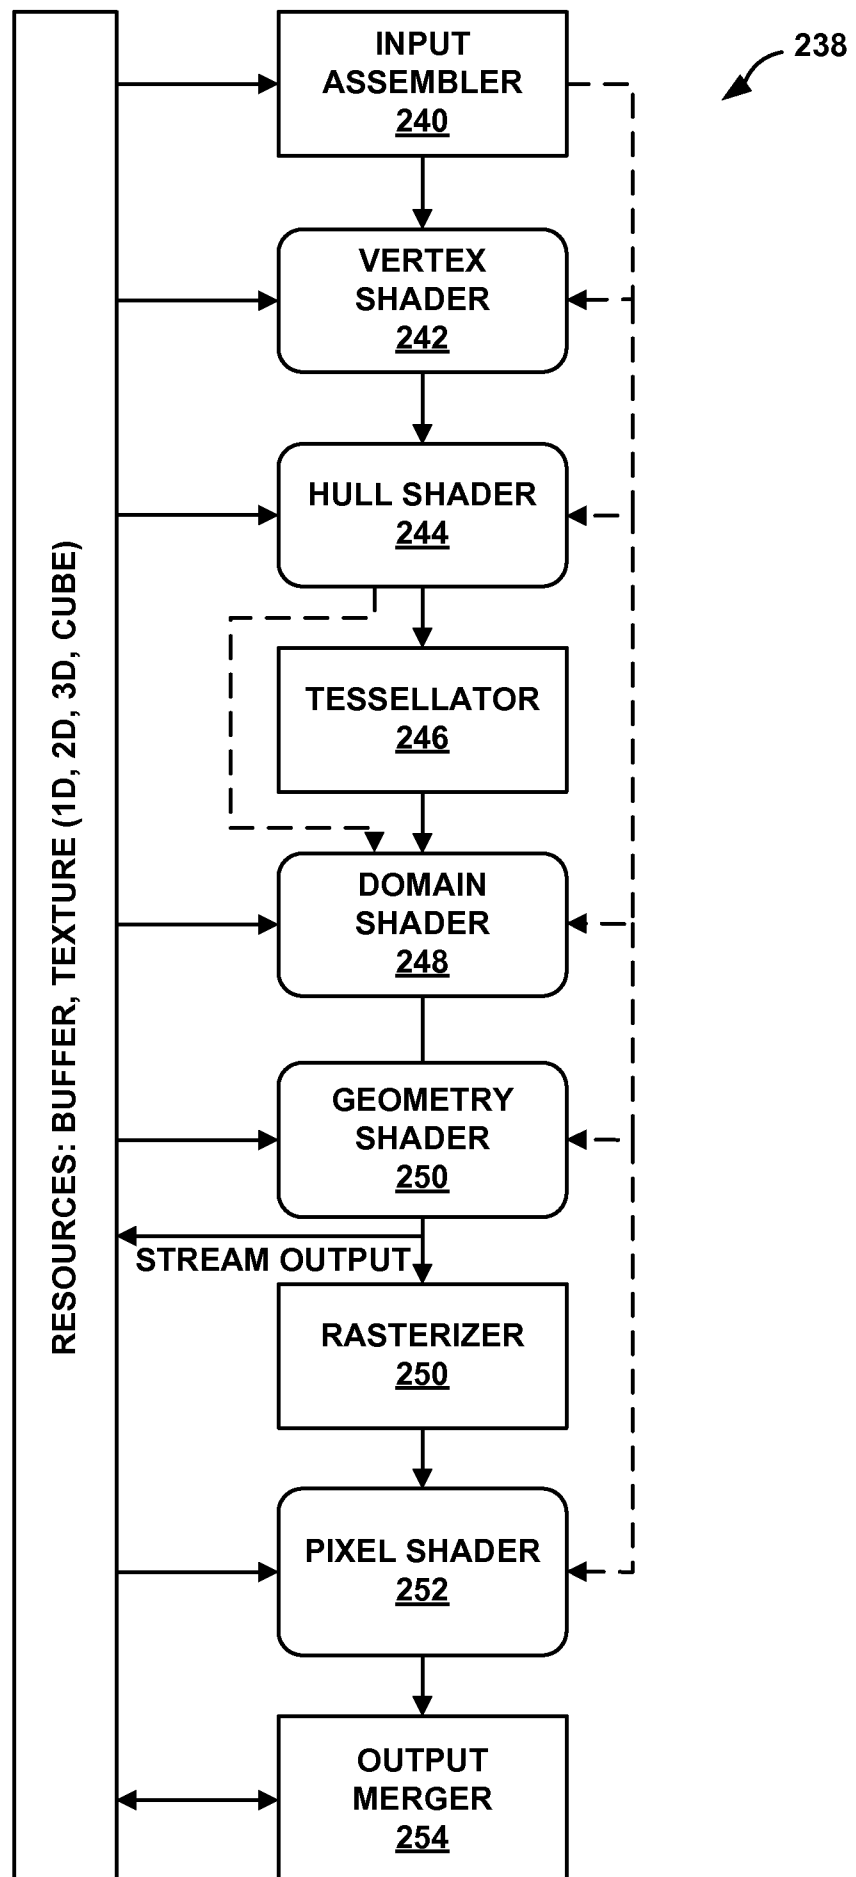 238
INPUT
ASSEMBLER
240
VERTEX
SHADER
242
HULL SHADER
244
TESSELLATOR
246
DOMAIN
SHADER
248
GEOMETRY
SHADER
250
STREAM OUTPUT
RASTERIZER
250
PIXEL SHADER
252
OUTPUT
MERGER
254
RESOURCES: BUFFER, TEXTURE (1D, 2D, 3D, CUBE)